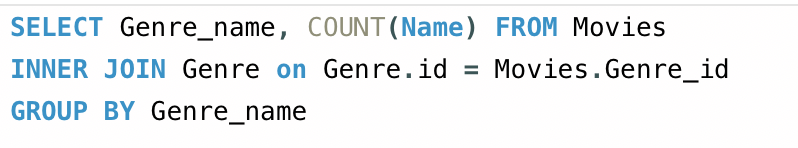 SELECT Genre_name, COUNT(Name) FROM Movies
INNER JOIN Genre on Genre.id = Movies.Genre_id
GROUP BY Genre_name